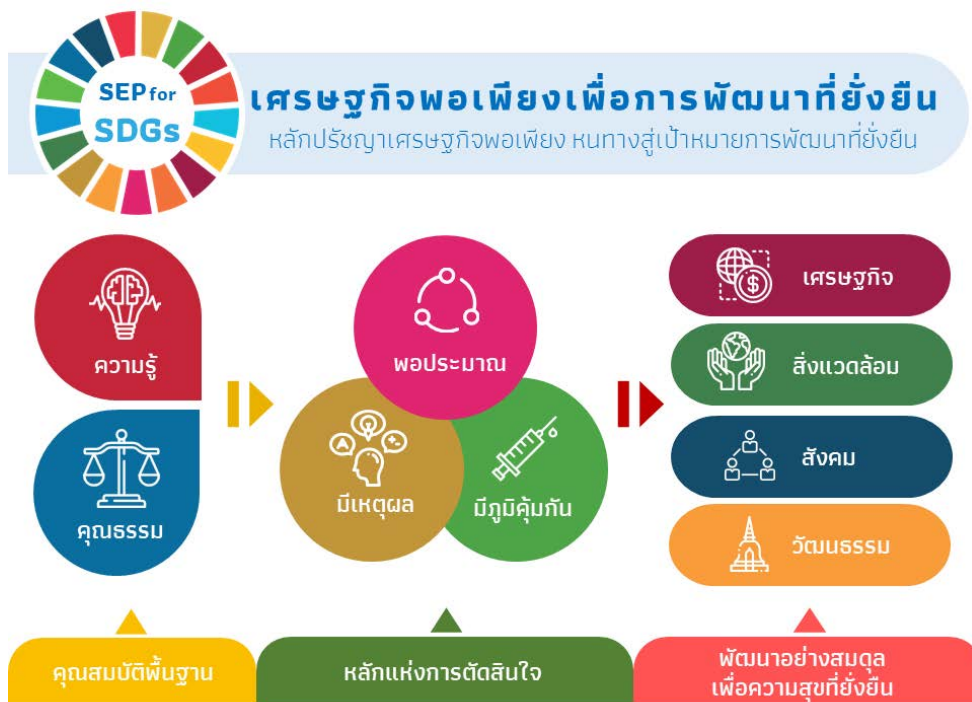 SEP for
SDGs
เศรษฐกิจพอเพียงเพื่อการพัฒนาที่ยั่งยืน
หลักปรัชญาเศรษฐกิจพอเพียง หนทางสู่เป้าหมายการพัฒนาที่ยั่งยืน
ความรู้
คุณธรรม
พอประมาณ
A
มีเหตุผล
มีภูมิคุ้มกัน
$
เศรษฐกิจ
สิ่งแวดล้อม
สังคม
วัฒนธรรม
คุณสมบัติพื้นฐาน
หลักแห่งการตัดสินใจ
พัฒนาอย่างสมดุล
เพื่อความสุขที่ยั่งยืน